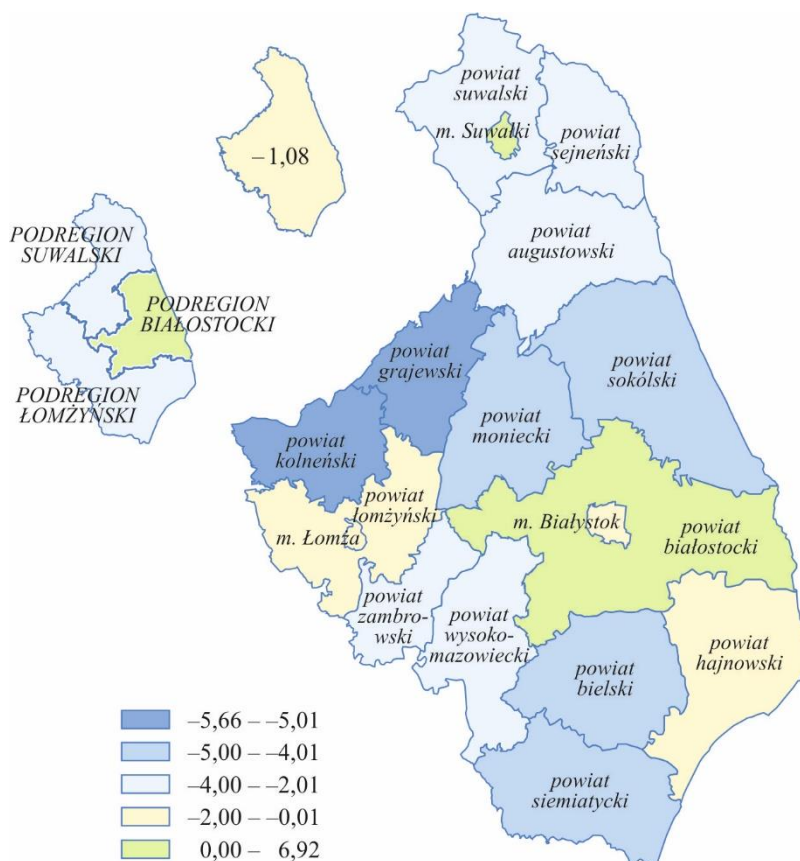 powiat
suwalski
m. Suwałki
powiat
sejneński
–1,08
powiat
augustowski
PODREGION
SUWALSKI
PODREGION
BIAŁOSTOCKI
PODREGION
ŁOMŻYŃSKI
powiat
grajewski
powiat
sokólski
powiat
moniecki
powiat
kolneński
powiat
łomżyński
m. Łomża
m. Białystok
powiat
białostocki
powiat
zambro-
wski
powiat
wysoko-
mazowiecki
powiat
hajnowski
powiat
bielski
powiat
siemiatycki
–5,66 – –5,01
–5,00 – –4,01
–4,00 – –2,01
–2,00 – –0,01
0,00 – 6,92